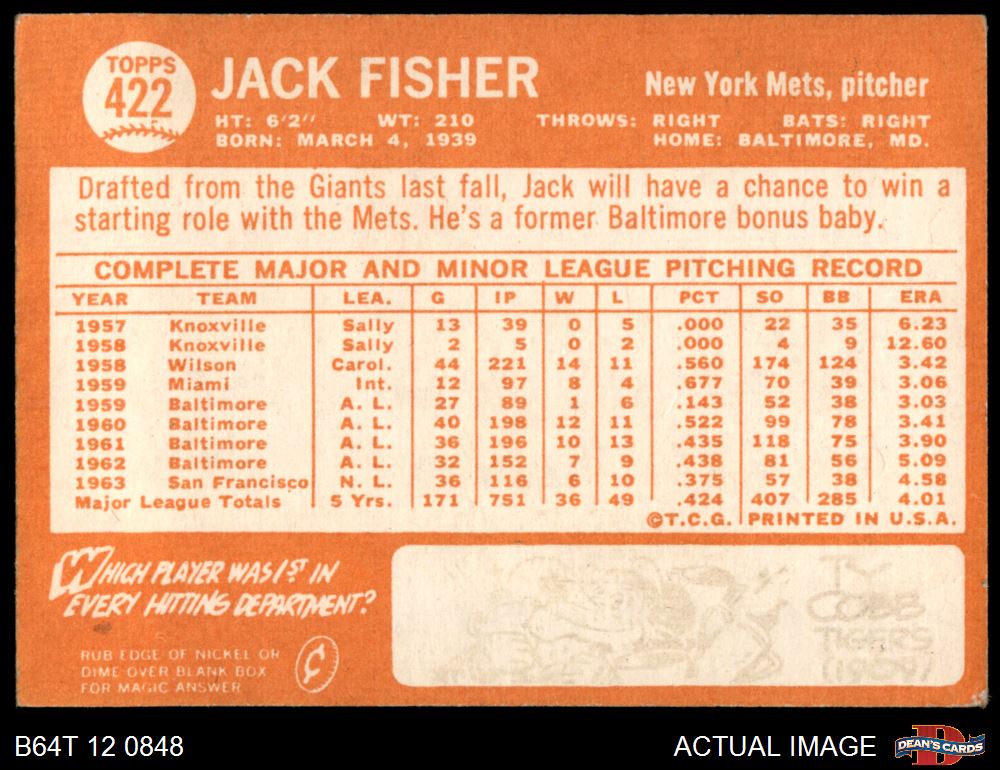 TOPPS
422
JACK FISHER
New York Mets, pitcher
HT: 6'2" WT: 210 THROWS: RIGHT BATS: RIGHT
BORN: MARCH 4, 1939 HOME: BALTIMORE, MD.
Drafted from the Giants last fall, Jack will have a chance to win a
starting role with the Mets. He's a former Baltimore bonus baby.
COMPLETE MAJOR AND MINOR LEAGUE PITCHING RECORD
YEAR TEAM LEA. G IP W L PCT SO BB ERA
1957 Knoxville Sally 13 39 0 5 .000 22 35 6.23
1958 Knoxville Sally 2 5 0 2 .000 4 9 12.60
1958 Wilson Carol. 44 221 14 11 .560 174 124 3.42
1959 Miami Int. 12 97 8 4 .677 70 39 3.06
1959 Baltimore A. L. 27 89 1 6 .143 52 38 3.03
1960 Baltimore A. L. 40 198 12 11 .522 99 78 3.41
1961 Baltimore A. L. 36 196 10 13 .435 118 75 3.90
1962 Baltimore A. L. 32 152 7 9 .438 81 56 5.09
1963 San Francisco N. L. 36 116 6 10 .375 57 38 4.58
Major League Totals 5 Yrs. 171 751 36 49 .424 407 285 4.01
©T.C.G. PRINTED IN U.S.A.
WHICH PLAYER WAS 1ST IN
EVERY HITTING DEPARTMENT?
RUB EDGE OF NICKEL OR
DIME OVER BLANK BOX
FOR MAGIC ANSWER
¢
TY
COBB
TIGERS
(1909)
B64T 12 0848
ACTUAL IMAGE
D
DEAN'S CARDS